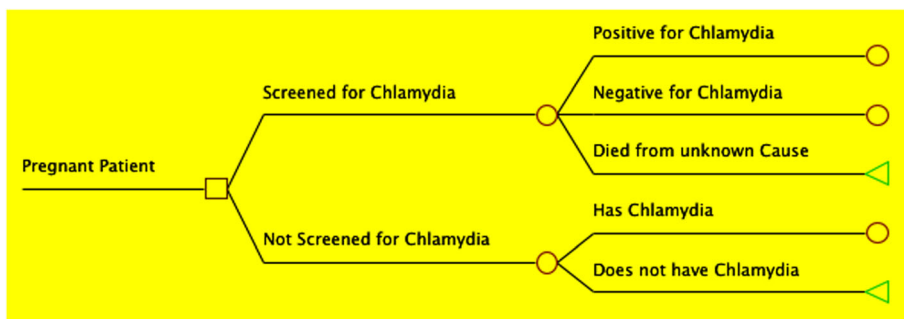 Positive for Chlamydia
Screened for Chlamydia
Negative for Chlamydia
Died from unknown Cause
Pregnant Patient
Has Chlamydia
Not Screened for Chlamydia
Does not have Chlamydia